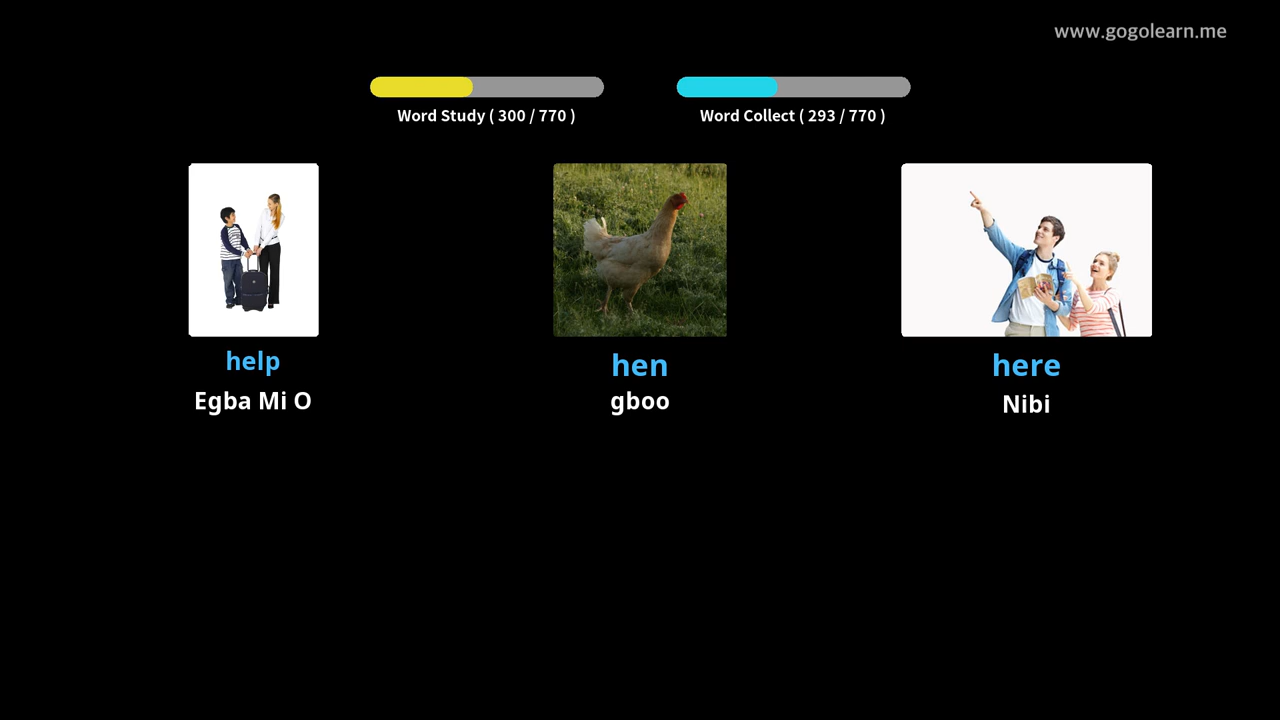 www.gogolearn.me
Word Study ( 300 / 770 )
Word Collect ( 293 / 770 )
help
Egba Mi O
hen
gboo
here
Nibi